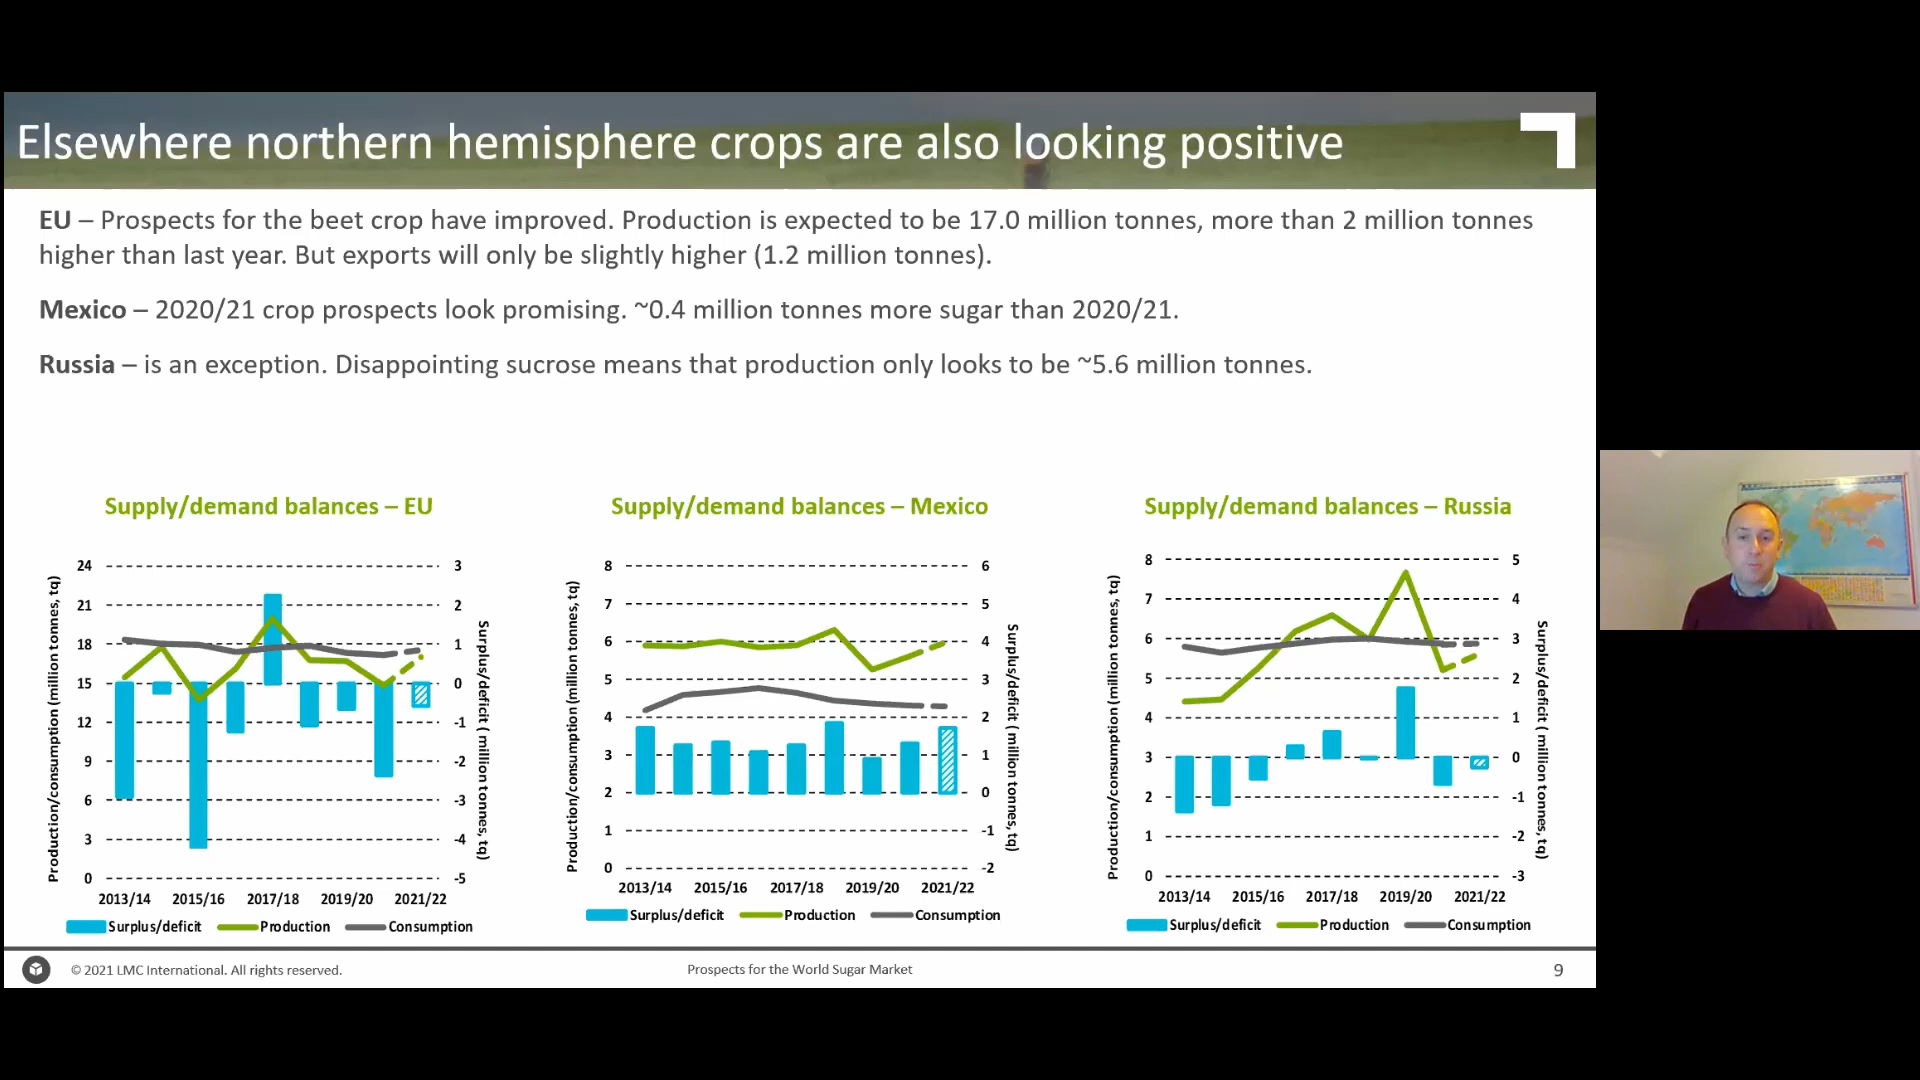 Elsewhere northern hemisphere crops are also looking positive
EU – Prospects for the beet crop have improved. Production is expected to be 17.0 million tonnes, more than 2 million tonnes
higher than last year. But exports will only be slightly higher (1.2 million tonnes).
Mexico – 2020/21 crop prospects look promising. ~0.4 million tonnes more sugar than 2020/21.
Russia – is an exception. Disappointing sucrose means that production only looks to be ~5.6 million tonnes.
Supply/demand balances – EU
Production/consumption (million tonnes, tq)
24
21
18
15
12
9
6
3
0
3
2
1
0
-1
-2
-3
-4
-5
Surplus/deficit ( million tonnes, tq)
2013/14 2015/16 2017/18 2019/20 2021/22
Surplus/deficit Production Consumption
Supply/demand balances – Mexico
Production/consumption (million tonnes, tq)
8
7
6
5
4
3
2
1
0
6
5
4
3
2
1
0
-1
-2
Surplus/deficit ( million tonnes, tq)
2013/14 2015/16 2017/18 2019/20 2021/22
Surplus/deficit Production Consumption
Supply/demand balances – Russia
Production/consumption (million tonnes, tq)
8
7
6
5
4
3
2
1
0
5
4
3
2
1
0
-1
-2
-3
Surplus/deficit ( million tonnes, tq)
2013/14 2015/16 2017/18 2019/20 2021/22
Surplus/deficit Production Consumption
© 2021 LMC International. All rights reserved.
Prospects for the World Sugar Market
9